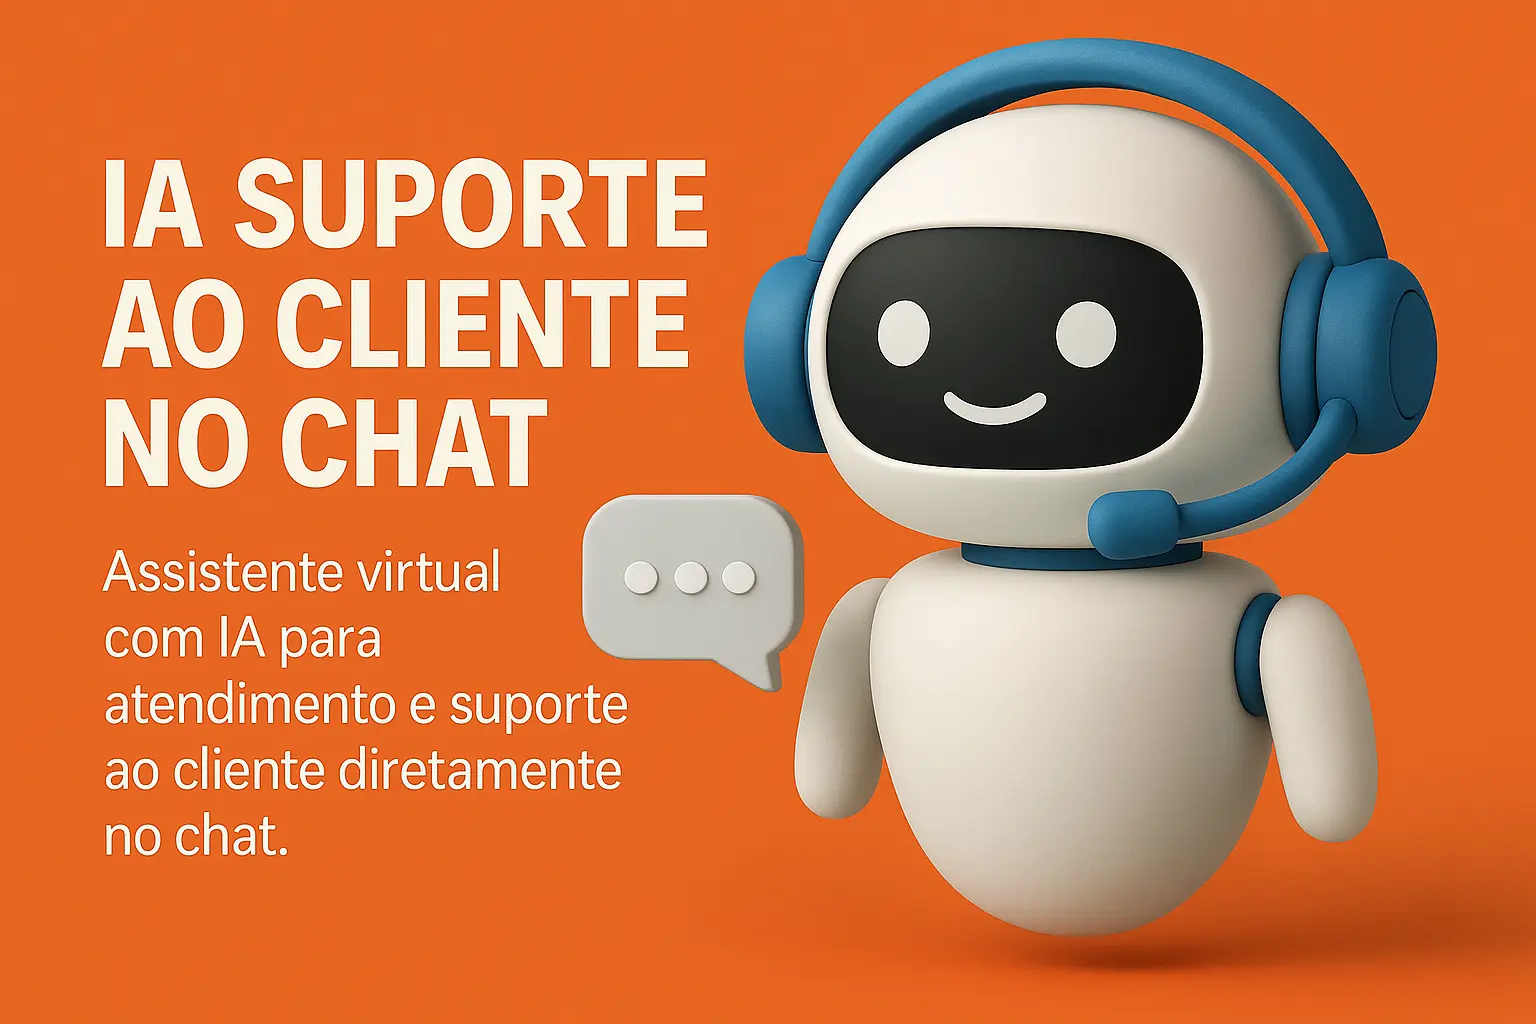 IA SUPORTE
AO CLIENTE
NO CHAT
Assistente virtual
com IA para
atendimento e suporte
ao cliente diretamente
no chat.